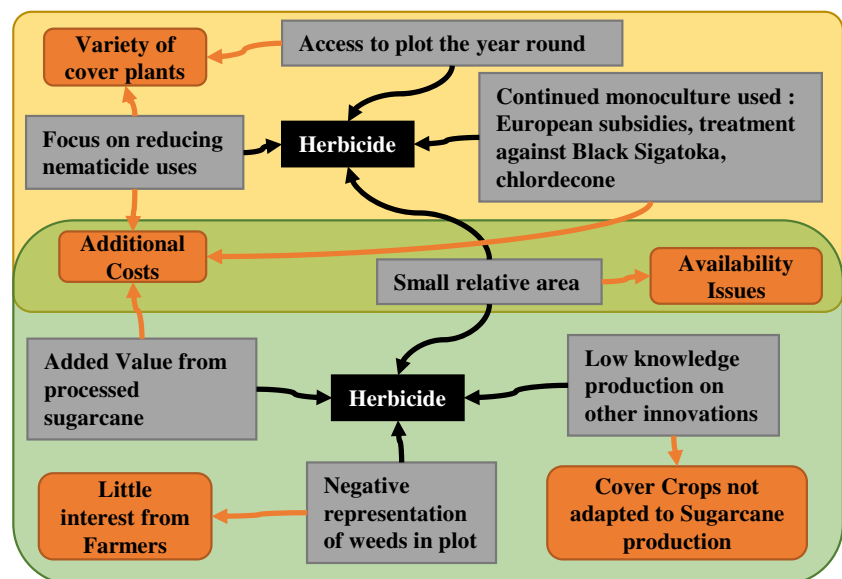 Variety of
cover plants
Access to plot the year round
Continued monoculture used :
European subsidies, treatment
against Black Sigatoka,
chlordecone
Focus on reducing
nematicide uses
Herbicide
Additional
Costs
Small relative area
Availability
Issues
Added Value from
processed
sugarcane
Herbicide
Low knowledge
production on
other innovations
Little
interest from
Farmers
Negative
representation
of weeds in plot
Cover Crops not
adapted to Sugarcane
production